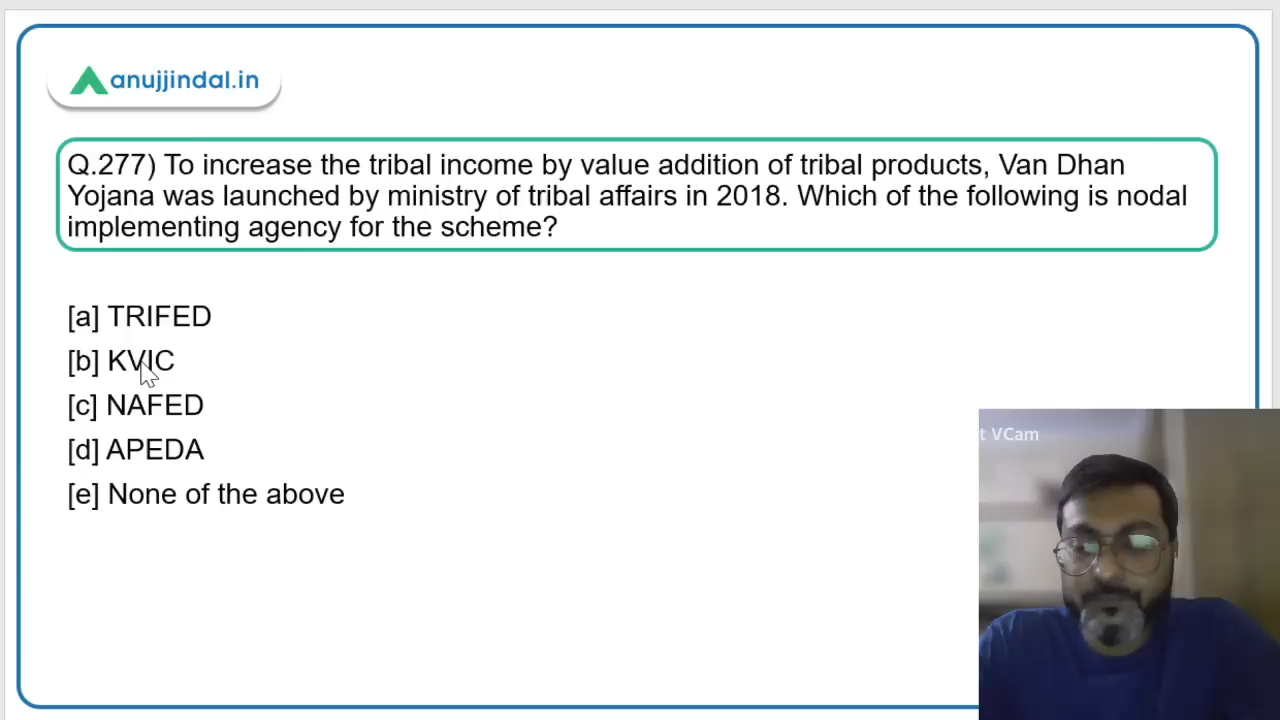 anujjindal.in
Q.277) To increase the tribal income by value addition of tribal products, Van Dhan
Yojana was launched by ministry of tribal affairs in 2018. Which of the following is nodal
implementing agency for the scheme?
[a] TRIFED
[b] KVIC
[c] NAFED
[d] APEDA
[e] None of the above
t VCam